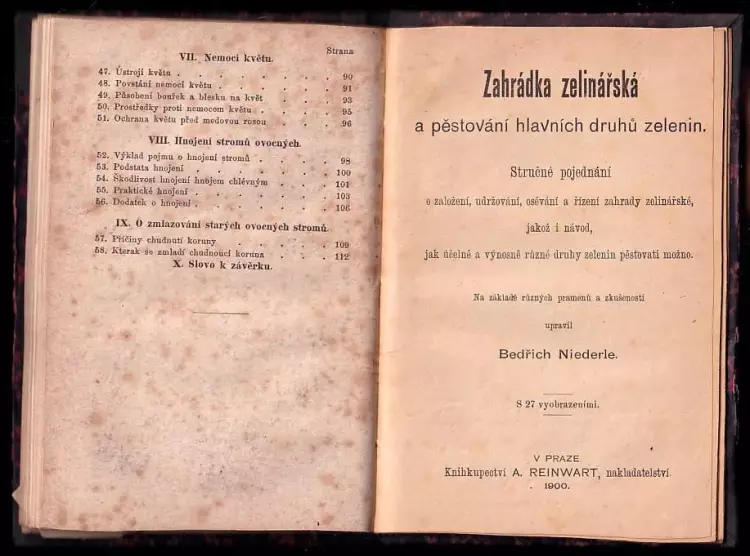 VII. Nemoci květu.
Strana
47. Ústrojí květu . . . . . . . . 90
48. Povstání nemocí květu . . . . . . 91
49. Působení bouřek a blesku na květ . . . . 93
50. Prostředky proti nemocem květu . . . . 95
51. Ochrana květu před medovou rosou . . . 96
VIII. Hnojení stromů ovocných.
52. Výklad pojmu o hnojení stromů . . . . 98
53. Podstata hnojení . . . . . . . 100
54. Škodlivost hnojení hnojem chlévným . . . 101
55. Praktické hnojení . . . . . . . 103
56. Dodatek o hnojení . . . . . . . 106
IX. O zmlazování starých ovocných stromů.
57. Příčiny chudnutí koruny . . . . . 109
58. Kterak se zmladí chudnoucí koruna . . . 112
X. Slovo k závěrku.
Zahrádka zelinářská
a pěstování hlavních druhů zelenin.
Stručné pojednání
o založení, udržování, osévání a řízení zahrady zelinářské,
jakož i návod,
jak účelně a výnosně různé druhy zelenin pěstovati možno.
Na základě různých pramenů a zkušeností
upravil
Bedřich Niederle.
S 27 vyobrazeními.
V PRAZE
Knihkupectví A. REINWART, nakladatelství.
1900.